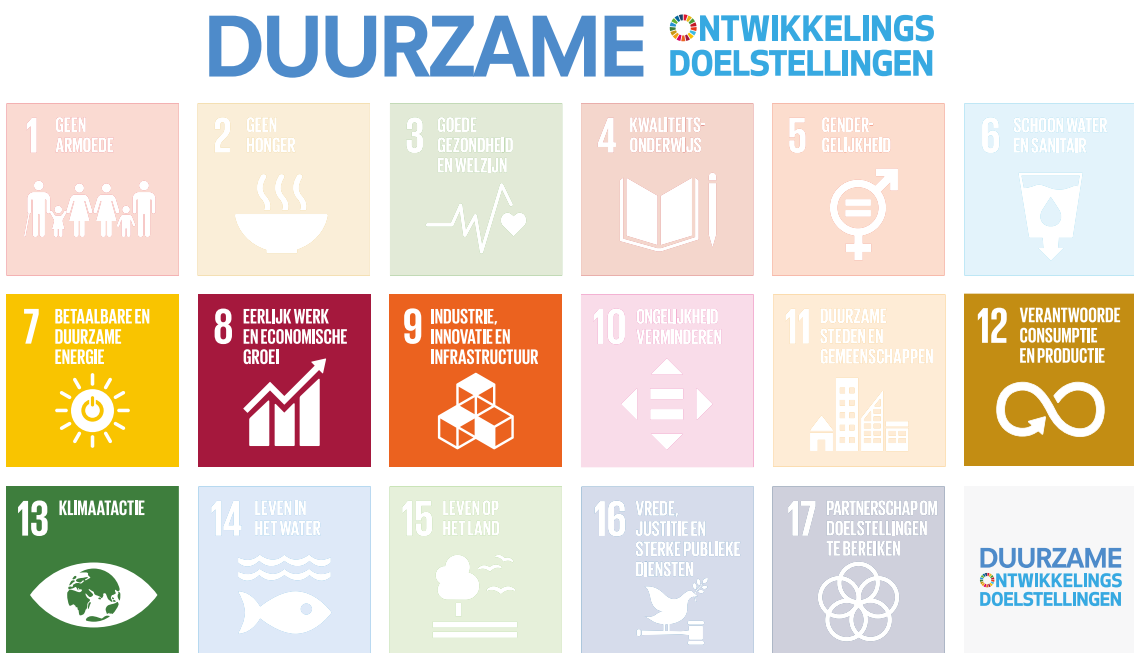 DUURZAME ONTWIKKELINGS
DOELSTELLINGEN
1 GEEN
ARMOEDE
2 GEEN
HONGER
3 GOEDE
GEZONDHEID
EN WELZIJN
4 KWALITEITS-
ONDERWIJS
5 GENDER-
GELIJKHEID
6 SCHOON WATER
EN SANITAIR
7 BETAALBARE EN
DUURZAME
ENERGIE
8 EERLIJK WERK
EN ECONOMISCHE
GROEI
9 INDUSTRIE,
INNOVATIE EN
INFRASTRUCTUUR
10 ONGELIJKHEID
VERMINDEREN
11 DUURZAME
STEDEN EN
GEMEENSCHAPPEN
12 VERANTWOORDE
CONSUMPTIE
EN PRODUCTIE
13 KLIMAATACTIE
14 LEVEN IN
HET WATER
15 LEVEN OP
HET LAND
16 VREDE,
JUSTITIE EN
STERKE PUBLIEKE
DIENSTEN
17 PARTNERSCHAP OM
DOELSTELLINGEN
TE BEREIKEN
DUURZAME
ONTWIKKELINGS
DOELSTELLINGEN